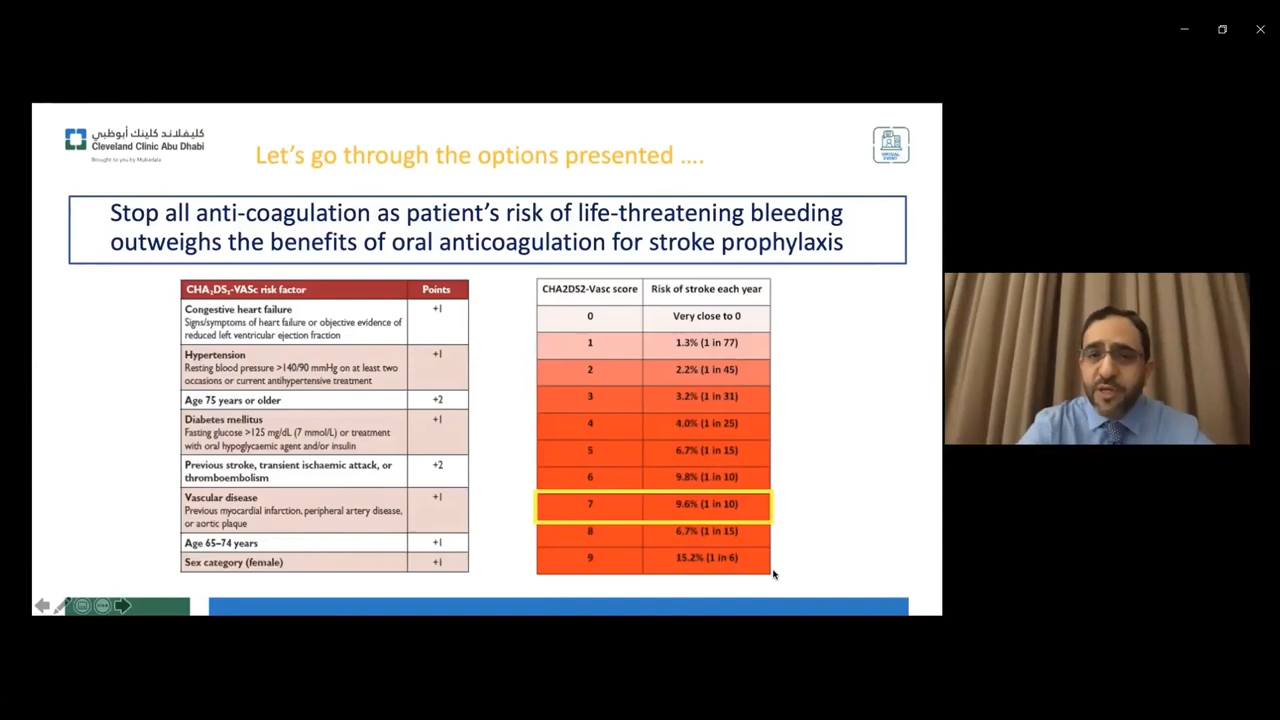 كليفلاند كلينك أبوظبي
Cleveland Clinic Abu Dhabi
Brought to you by Mubadala
Let's go through the options presented ....
VIRTUAL
EVENT
Stop all anti-coagulation as patient's risk of life-threatening bleeding
outweighs the benefits of oral anticoagulation for stroke prophylaxis
CHA₂DS₂-VASc risk factor Points
Congestive heart failure +1
Signs/symptoms of heart failure or objective evidence of
reduced left ventricular ejection fraction
Hypertension +1
Resting blood pressure >140/90 mmHg on at least two
occasions or current antihypertensive treatment
Age 75 years or older +2
Diabetes mellitus +1
Fasting glucose >125 mg/dL (7 mmol/L) or treatment
with oral hypoglycaemic agent and/or insulin
Previous stroke, transient ischaemic attack, or +2
thromboembolism
Vascular disease +1
Previous myocardial infarction, peripheral artery disease,
or aortic plaque
Age 65–74 years +1
Sex category (female) +1
CHA2DS2-Vasc score Risk of stroke each year
0 Very close to 0
1 1.3% (1 in 77)
2 2.2% (1 in 45)
3 3.2% (1 in 31)
4 4.0% (1 in 25)
5 6.7% (1 in 15)
6 9.8% (1 in 10)
7 9.6% (1 in 10)
8 6.7% (1 in 15)
9 15.2% (1 in 6)